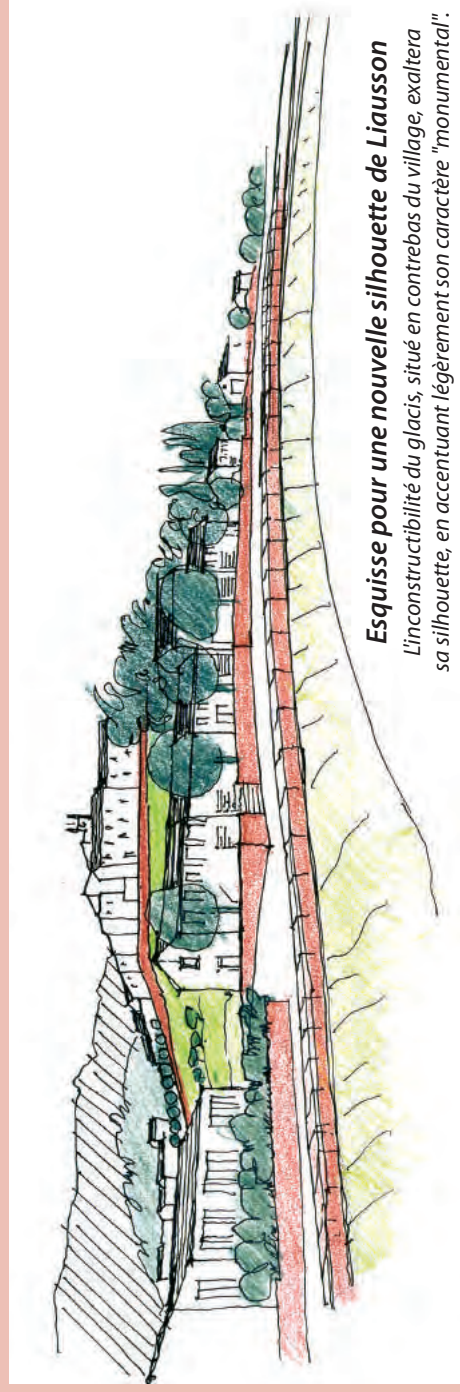 Esquisse pour une nouvelle silhouette de Liausson
L'inconstructibilité du glacis, situé en contrebas du village, exaltera
sa silhouette, en accentuant légèrement son caractère "monumental".